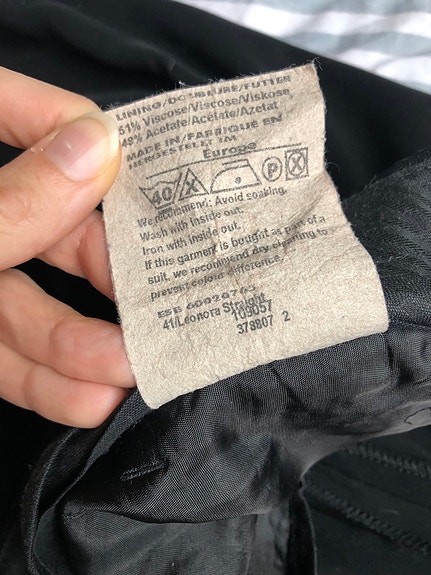 LINING/DOUBLURE/FUTTER
51% Viscose/Viscose/Viskose
49% Acetate/Acetate/Azetat
MADE IN/FABRIQUÉ EN
HERGESTELLT IM
Europe
40 P
We recommend: Avoid soaking.
Wash with inside out.
Iron with inside out.
If this garment is bought as part of a
suit, we recommend dry cleaning to
prevent colour difference.
41/Leonora Straight
109057
378807 2